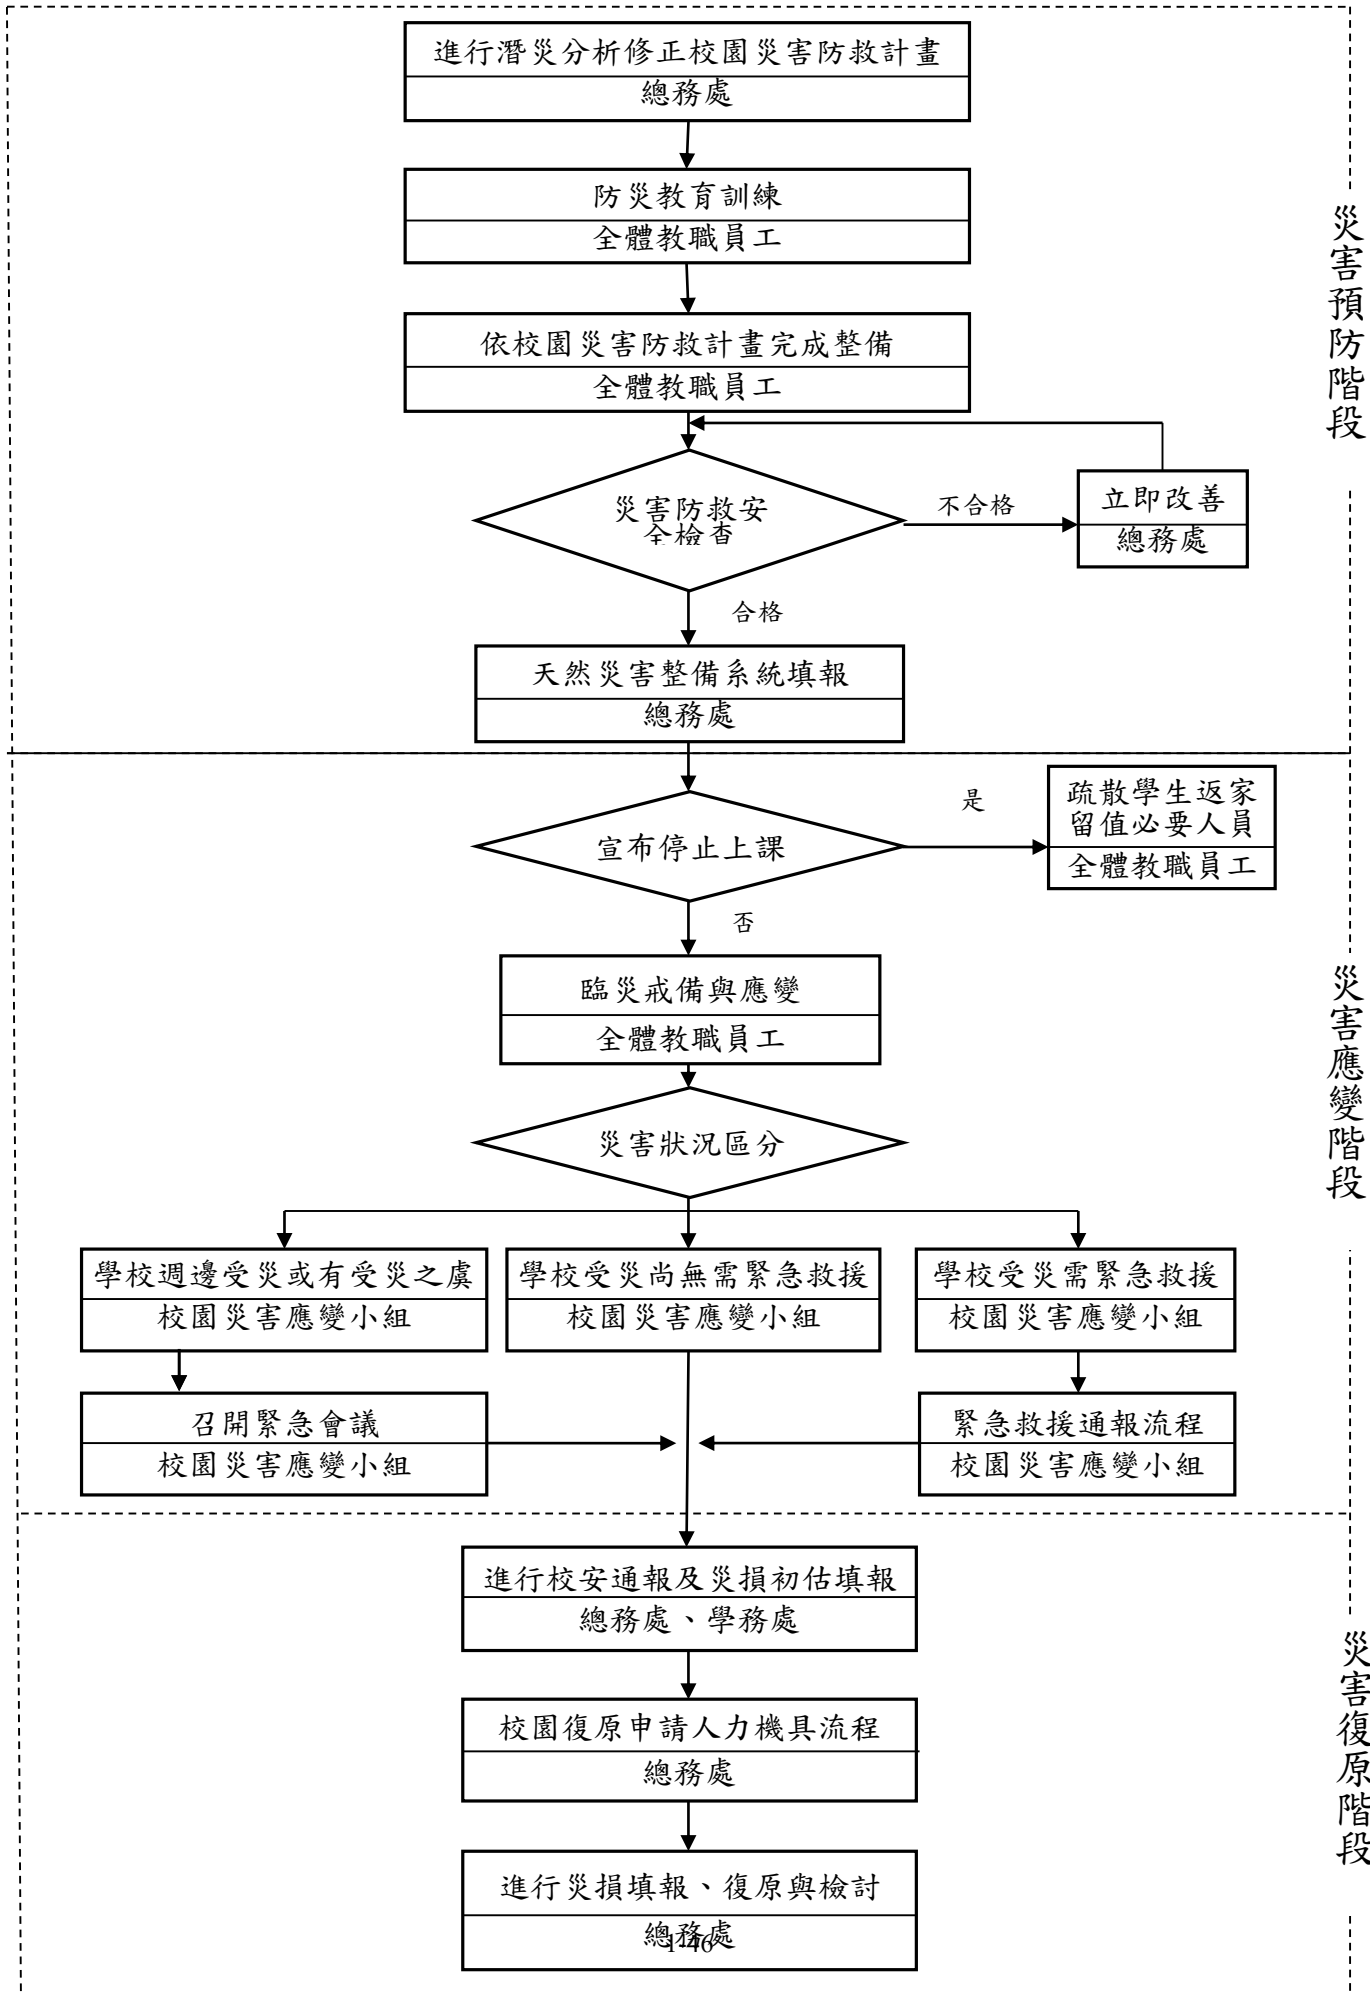 進行潛災分析修正校園災害防救計畫
總務處
防災教育訓練
全體教職員工
災害預防階段
依校園災害防救計畫完成整備
全體教職員工
災害防救安
全檢查
不合格
立即改善
總務處
合格
天然災害整備系統填報
總務處
宣布停止上課
是
疏散學生返家
留值必要人員
全體教職員工
否
臨災戒備與應變
全體教職員工
災害應變階段
災害狀況區分
學校週邊受災或有受災之虞
校園災害應變小組
學校受災尚無需緊急救援
校園災害應變小組
學校受災需緊急救援
校園災害應變小組
召開緊急會議
校園災害應變小組
緊急救援通報流程
校園災害應變小組
進行校安通報及災損初估填報
總務處、學務處
災害復原階段
校園復原申請人力機具流程
總務處
進行災損填報、復原與檢討
總務處
1-46